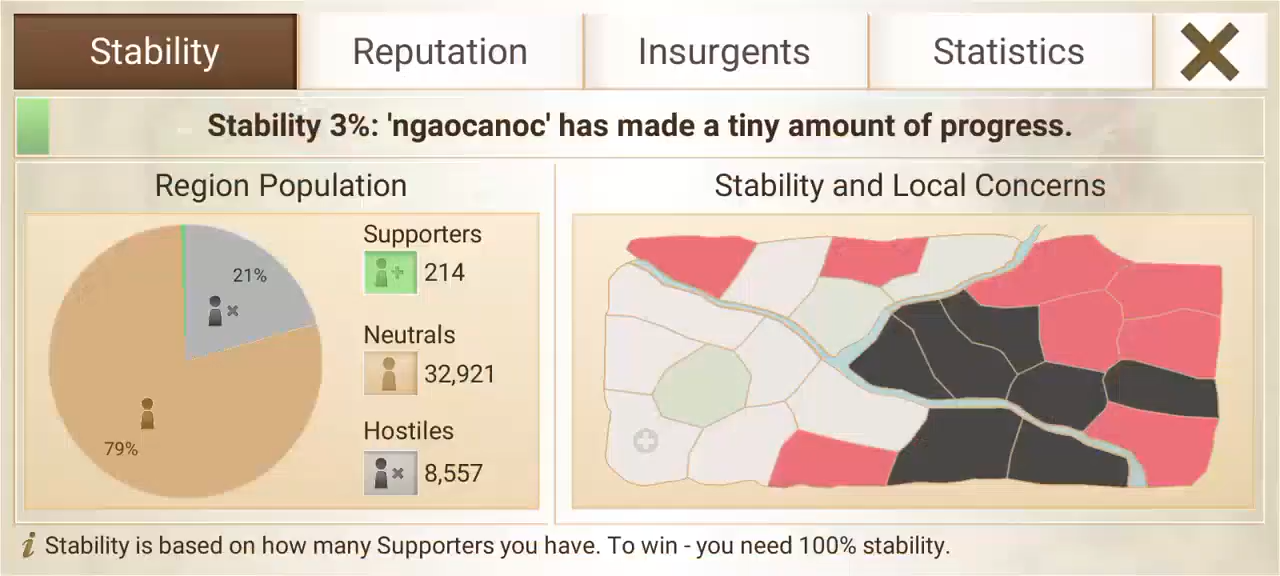 Stability
Reputation
Insurgents
Statistics
Stability 3%: 'ngaocanoc' has made a tiny amount of progress.
Region Population
21%
79%
Supporters
214
Neutrals
32,921
Hostiles
8,557
Stability and Local Concerns
i Stability is based on how many Supporters you have. To win - you need 100% stability.